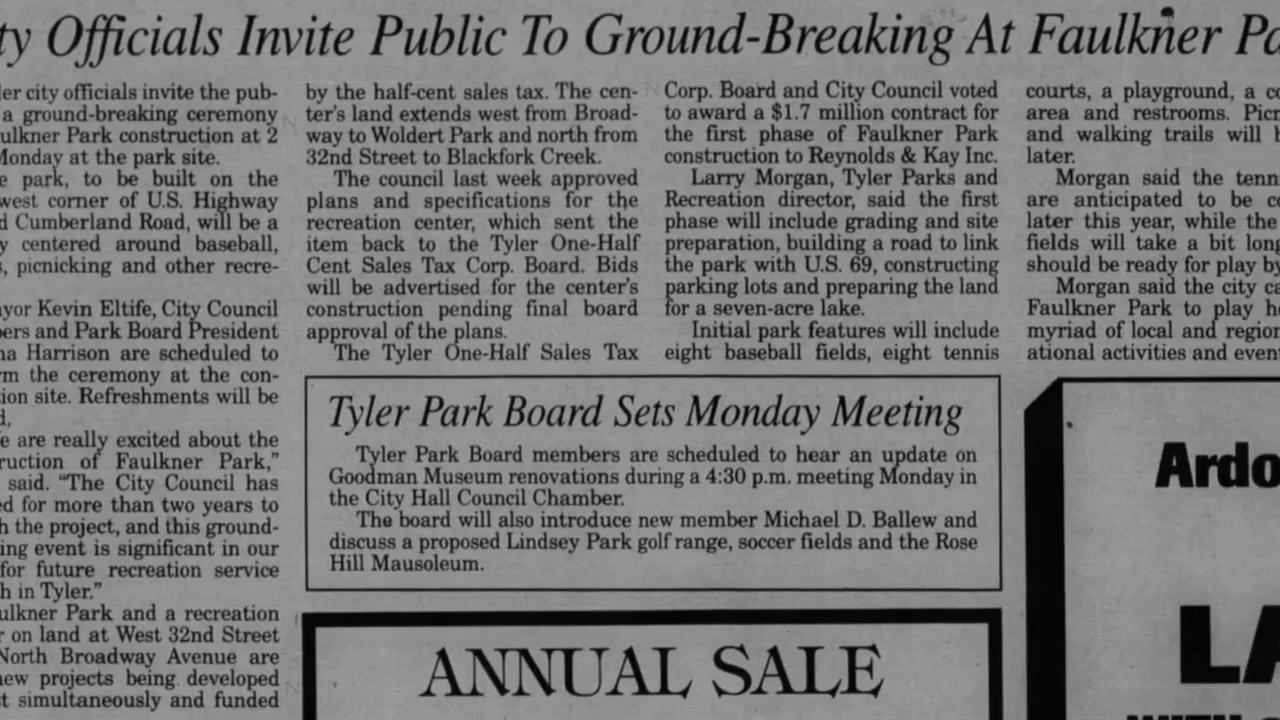 ty Officials Invite Public To Ground-Breaking At Faulkner Pa
ler city officials invite the pub-
a ground-breaking ceremony
ulkner Park construction at 2
Monday at the park site.
e park, to be built on the
west corner of U.S. Highway
d Cumberland Road, will be a
y centered around baseball,
s, picnicking and other recre-
ayor Kevin Eltife, City Council
bers and Park Board President
na Harrison are scheduled to
rm the ceremony at the con-
ion site. Refreshments will be
d,
e are really excited about the
ruction of Faulkner Park,”
said. “The City Council has
ed for more than two years to
h the project, and this ground-
ing event is significant in our
for future recreation service
h in Tyler.”
ulkner Park and a recreation
r on land at West 32nd Street
North Broadway Avenue are
new projects being developed
t simultaneously and funded
by the half-cent sales tax. The cen-
ter’s land extends west from Broad-
way to Woldert Park and north from
32nd Street to Blackfork Creek.
The council last week approved
plans and specifications for the
recreation center, which sent the
item back to the Tyler One-Half
Cent Sales Tax Corp. Board. Bids
will be advertised for the center’s
construction pending final board
approval of the plans.
The Tyler One-Half Sales Tax
Corp. Board and City Council voted
to award a $1.7 million contract for
the first phase of Faulkner Park
construction to Reynolds & Kay Inc.
Larry Morgan, Tyler Parks and
Recreation director, said the first
phase will include grading and site
preparation, building a road to link
the park with U.S. 69, constructing
parking lots and preparing the land
for a seven-acre lake.
Initial park features will include
eight baseball fields, eight tennis
courts, a playground, a co
area and restrooms. Picn
and walking trails will b
later.
Morgan said the tenni
are anticipated to be co
later this year, while the
fields will take a bit long
should be ready for play by
Morgan said the city ca
Faulkner Park to play ho
myriad of local and region
ational activities and event
Tyler Park Board Sets Monday Meeting
Tyler Park Board members are scheduled to hear an update on
Goodman Museum renovations during a 4:30 p.m. meeting Monday in
the City Hall Council Chamber.
The board will also introduce new member Michael D. Ballew and
discuss a proposed Lindsey Park golf range, soccer fields and the Rose
Hill Mausoleum.
ANNUAL SALE
Ardo
LA